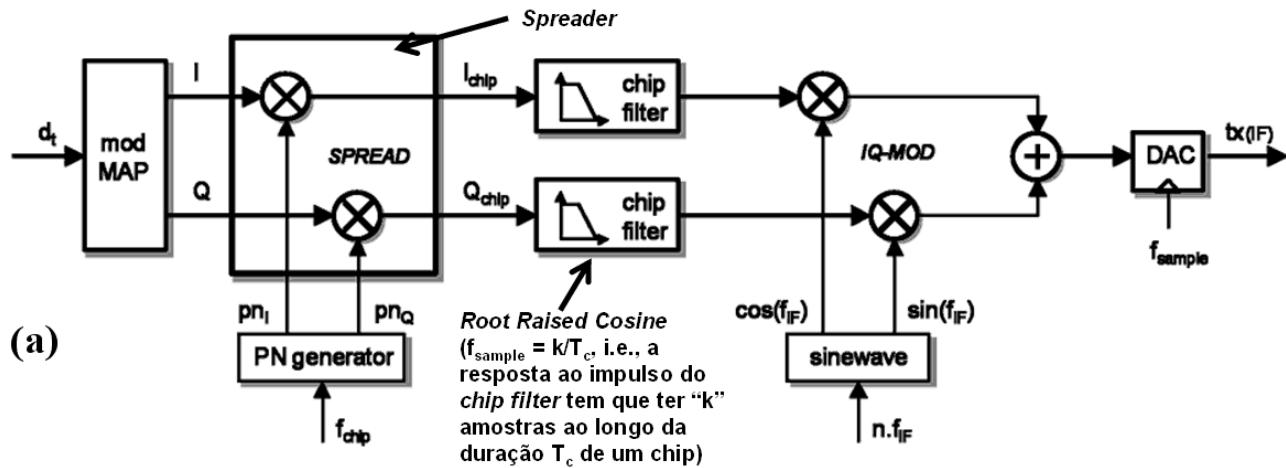 Spreader
I
I_chip
chip
filter
d_t
mod
MAP
SPREAD
IQ-MOD
DAC
tx(IF)
Q
Q_chip
chip
filter
f_sample
pn_I
pn_Q
cos(f_IF)
sin(f_IF)
(a)
PN generator
Root Raised Cosine
(f_sample = k/T_c, i.e., a
resposta ao impulso do
chip filter tem que ter “k”
amostras ao longo da
duração T_c de um chip)
sinewave
f_chip
n.f_IF